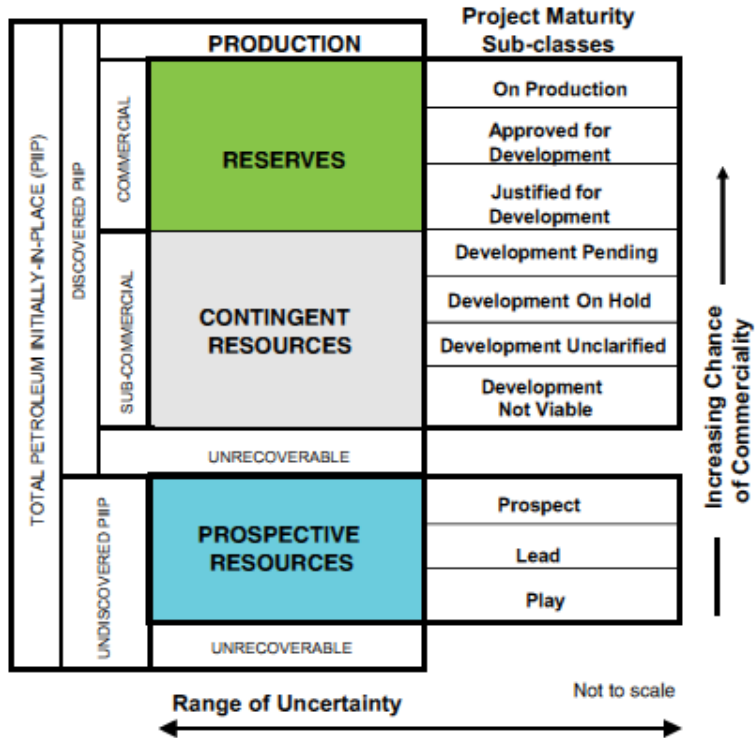 Project Maturity
Sub-classes
PRODUCTION
TOTAL PETROLEUM INITIALLY-IN-PLACE (PIIP)
DISCOVERED PIIP
COMMERCIAL
RESERVES
On Production
Approved for
Development
Justified for
Development
SUB-COMMERCIAL
CONTINGENT
RESOURCES
Development Pending
Development On Hold
Development Unclarified
Development
Not Viable
UNRECOVERABLE
UNDISCOVERED PIIP
PROSPECTIVE
RESOURCES
Prospect
Lead
Play
UNRECOVERABLE
Increasing Chance
of Commerciality
Range of Uncertainty
Not to scale